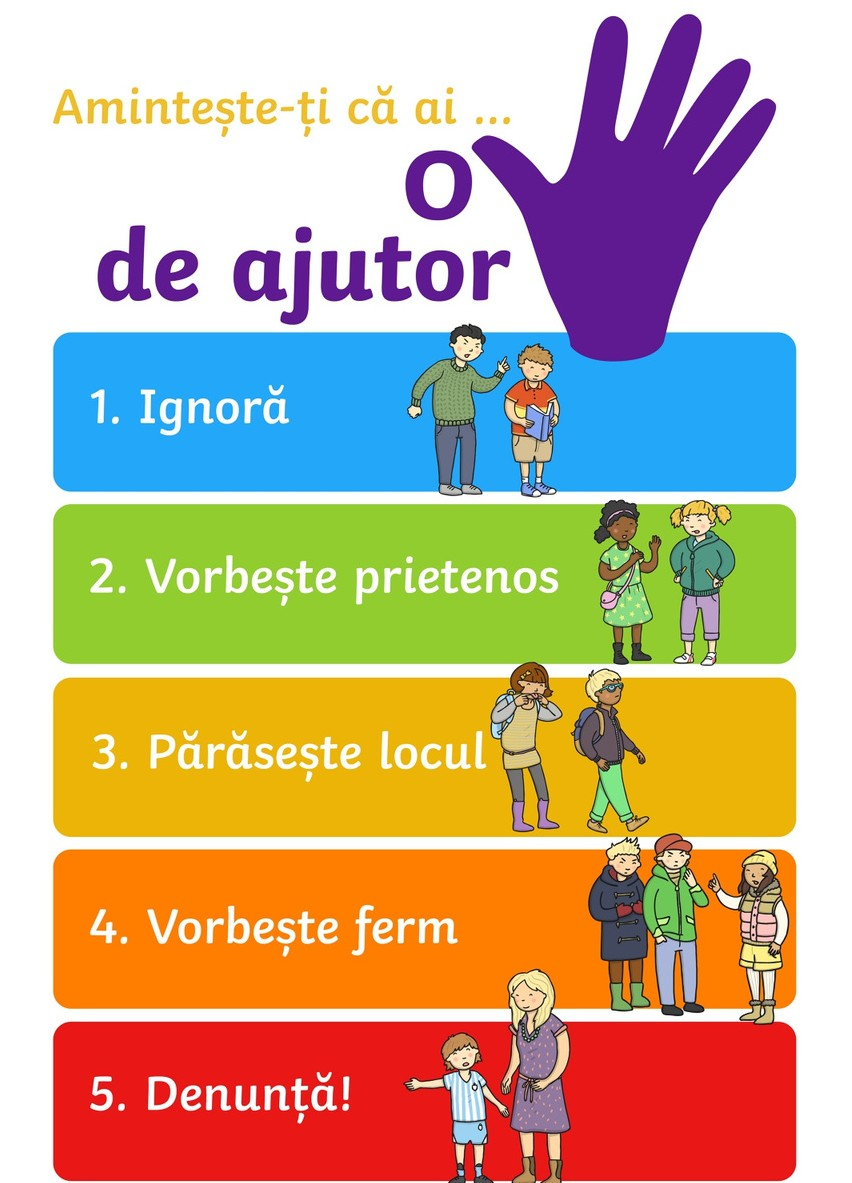 Amintește-ți că ai ...
O
de ajutor
1. Ignoră
2. Vorbește prietenos
3. Părăsește locul
4. Vorbește ferm
5. Denunță!